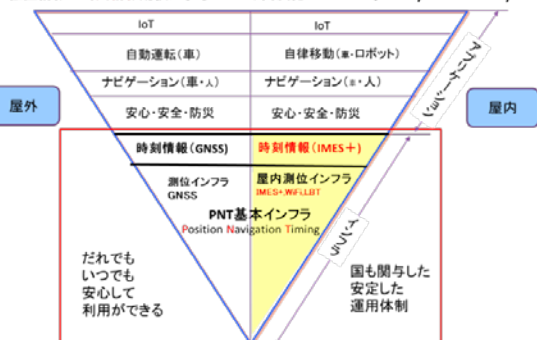 IoT
IoT
自動運転(車)
自律移動(車・ロボット)
ナビゲーション(車・人)
ナビゲーション(車・人)
安心・安全・防災
安心・安全・防災
アプリケーション
屋外
屋内
時刻情報(GNSS)
時刻情報(IMES+)
測位インフラ
GNSS
屋内測位インフラ
IMES+,WiFi,LBT
PNT基本インフラ
Position Navigation Timing
インフラ
だれでも
いつでも
安心して
利用ができる
国も関与した
安定した
運用体制